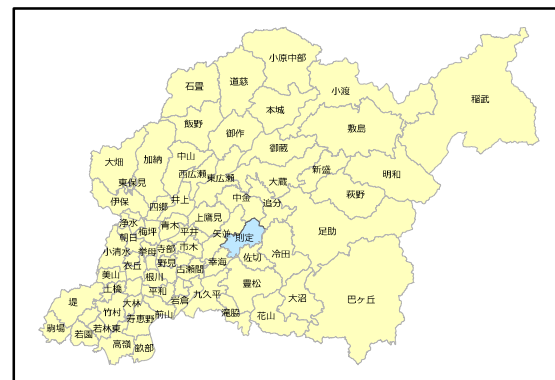 小原中部
石畳
道慈
小渡
稲武
本城
飯野
御作
敷島
御蔵
大畑
加納
中山
新盛
明和
西広瀬
東広瀬
東保見
大蔵
萩野
伊保
四郷
井上
中金
追分
上鷹見
浄水
梅坪
青木
平井
矢並
則定
足助
朝日
小清水
挙母
寺部
市木
冷田
佐切
衣丘
野見
古瀬間
幸海
美山
根川
土橋
平和
九久平
豊松
堤
大林
岩倉
大沼
巴ヶ丘
竹村
寿恵野
前山
滝脇
花山
駒場
若園
若林東
高嶺
畝部